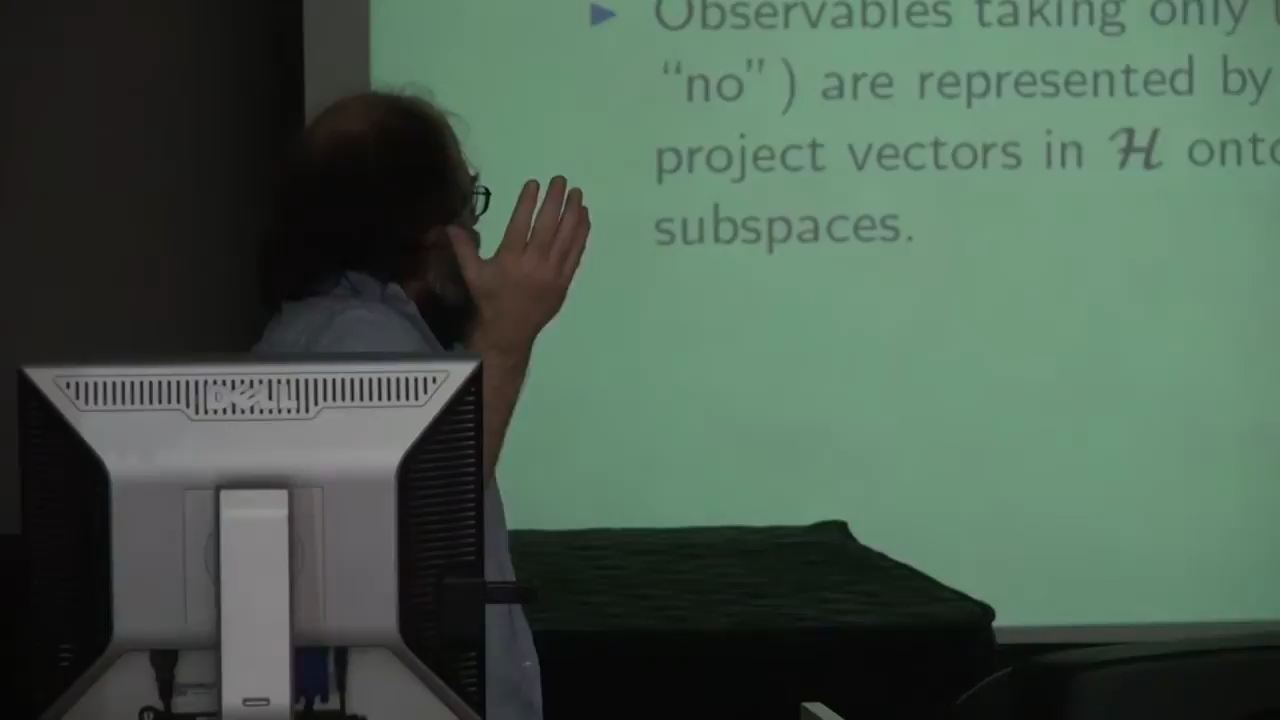 Observables taking only
“no”) are represented by
project vectors in ℋ onto
subspaces.
DELL